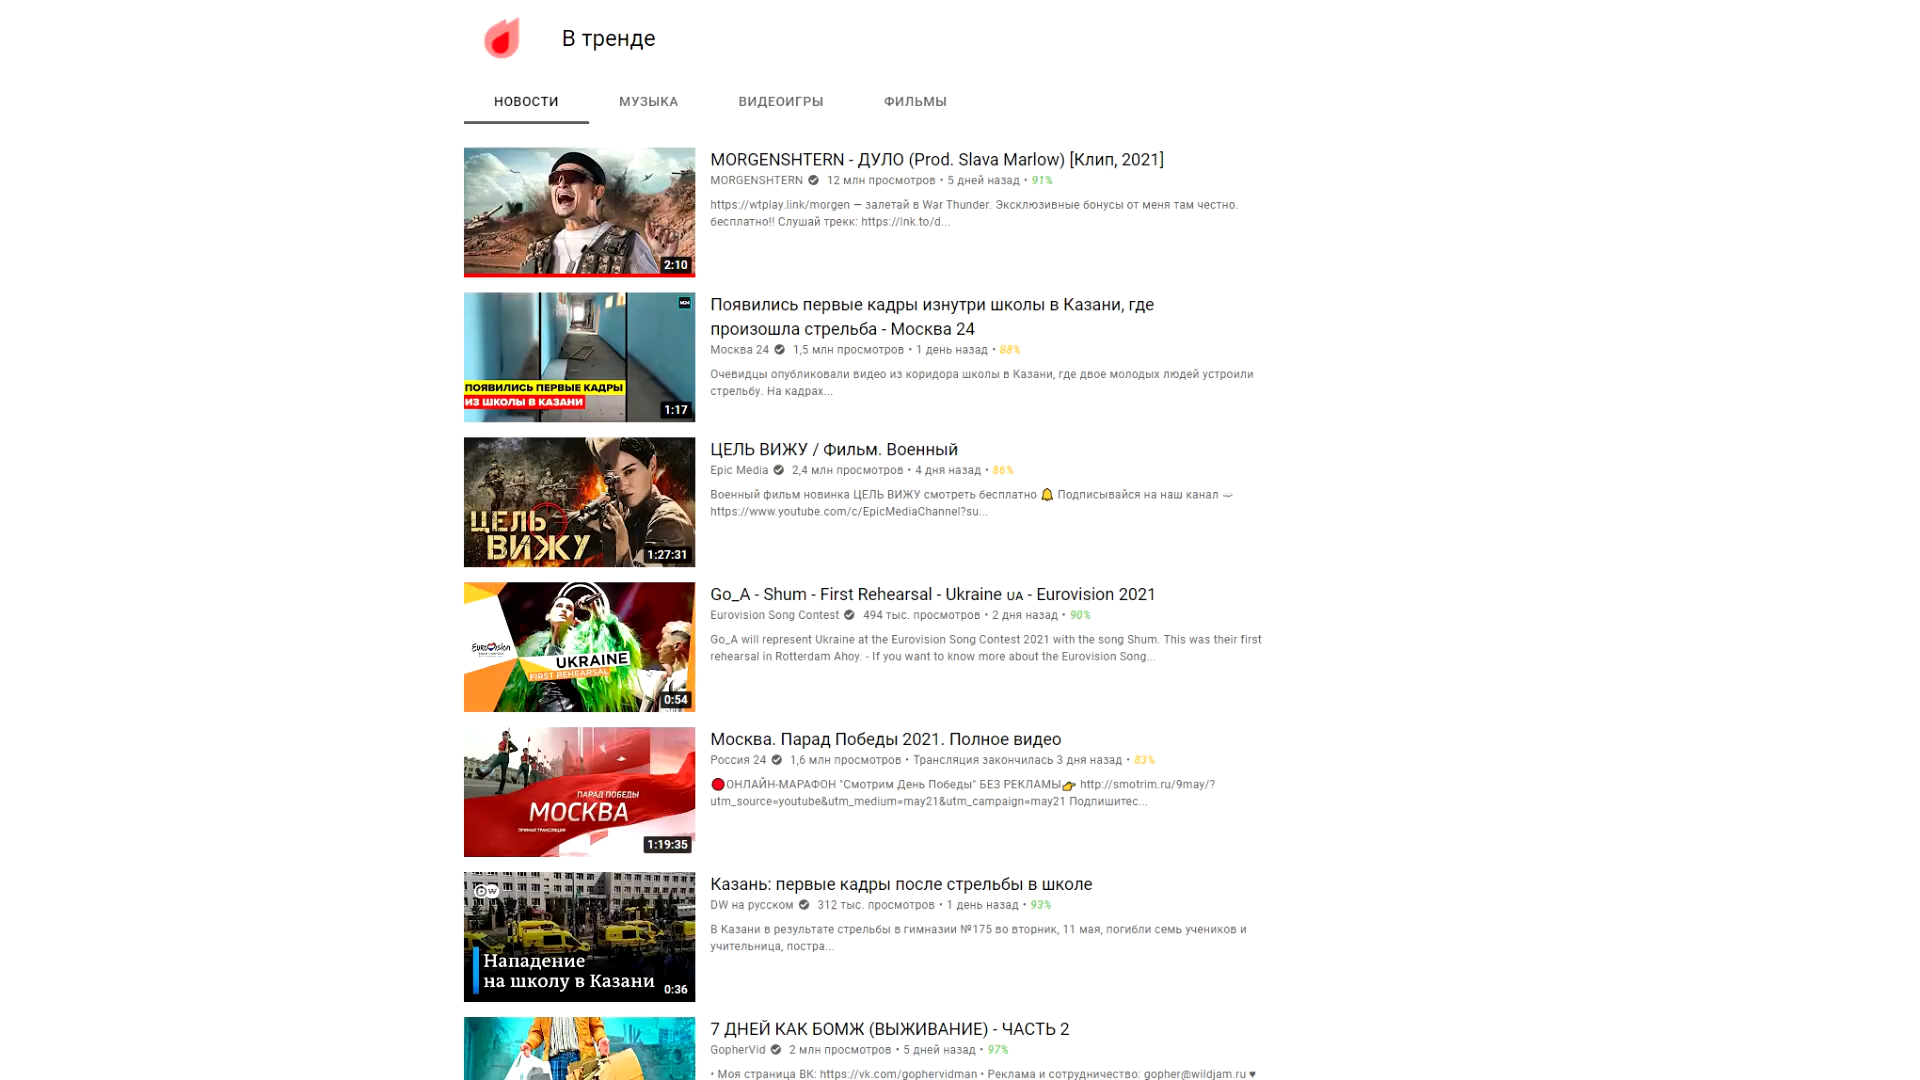 В тренде
НОВОСТИ
МУЗЫКА
ВИДЕОИГРЫ
ФИЛЬМЫ
2:10
MORGENSHTERN - ДУЛО (Prod. Slava Marlow) [Клип, 2021]
MORGENSHTERN 12 млн просмотров • 5 дней назад • 91%
https://wtplay.link/morgen — залетай в War Thunder. Эксклюзивные бонусы от меня там честно.
бесплатно!! Слушай трекк: https://lnk.to/d...
М24
ПОЯВИЛИСЬ ПЕРВЫЕ КАДРЫ
ИЗ ШКОЛЫ В КАЗАНИ
1:17
Появились первые кадры изнутри школы в Казани, где
произошла стрельба - Москва 24
Москва 24 1,5 млн просмотров • 1 день назад • 88%
Очевидцы опубликовали видео из коридора школы в Казани, где двое молодых людей устроили
стрельбу. На кадрах...
ЦЕЛЬ
ВИЖУ
1:27:31
ЦЕЛЬ ВИЖУ / Фильм. Военный
Epic Media 2,4 млн просмотров • 4 дня назад • 86%
Военный фильм новинка ЦЕЛЬ ВИЖУ смотреть бесплатно 🔔 Подписывайся на наш канал
https://www.youtube.com/c/EpicMediaChannel?su...
EUROVISION
UKRAINE
FIRST REHEARSAL
0:54
Go_A - Shum - First Rehearsal - Ukraine UA - Eurovision 2021
Eurovision Song Contest 494 тыс. просмотров • 2 дня назад • 90%
Go_A will represent Ukraine at the Eurovision Song Contest 2021 with the song Shum. This was their first
rehearsal in Rotterdam Ahoy. - If you want to know more about the Eurovision Song...
ПАРАД ПОБЕДЫ
МОСКВА
ПРЯМАЯ ТРАНСЛЯЦИЯ
1:19:35
Москва. Парад Победы 2021. Полное видео
Россия 24 1,6 млн просмотров • Трансляция закончилась 3 дня назад • 83%
🔴ОНЛАЙН-МАРАФОН "Смотрим День Победы" БЕЗ РЕКЛАМЫ👉 http://smotrim.ru/9may/?
utm_source=youtube&utm_medium=may21&utm_campaign=may21 Подпишитес...
DW
Нападение
на школу в Казани
0:36
Казань: первые кадры после стрельбы в школе
DW на русском 312 тыс. просмотров • 1 день назад • 93%
В Казани в результате стрельбы в гимназии №175 во вторник, 11 мая, погибли семь учеников и
учительница, постра...
7 ДНЕЙ КАК БОМЖ (ВЫЖИВАНИЕ) - ЧАСТЬ 2
GopherVid 2 млн просмотров • 5 дней назад • 97%
• Моя страница ВК: https://vk.com/gophervidman • Реклама и сотрудничество: gopher@wildjam.ru ♥